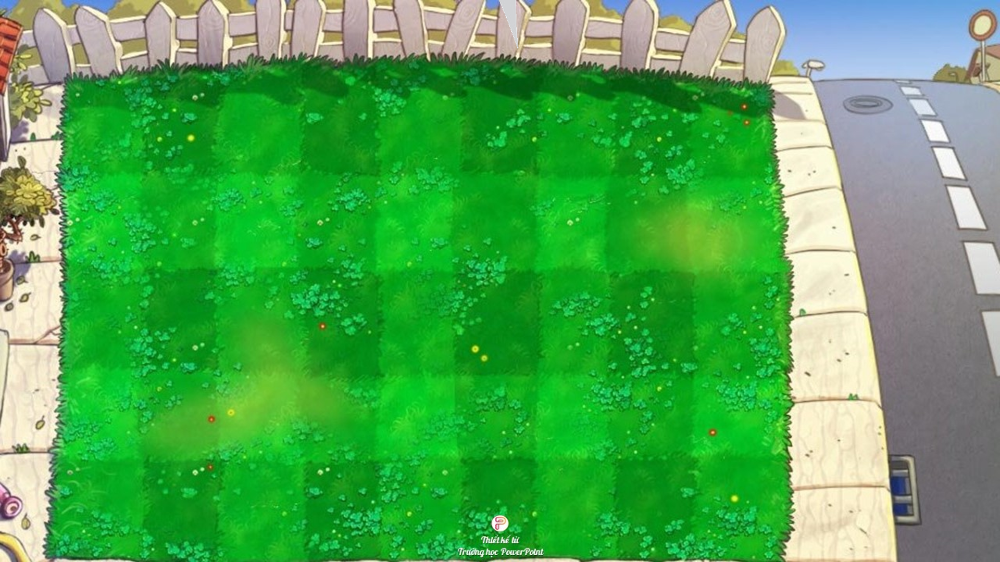 Thiết kế từ
Trường học PowerPoint